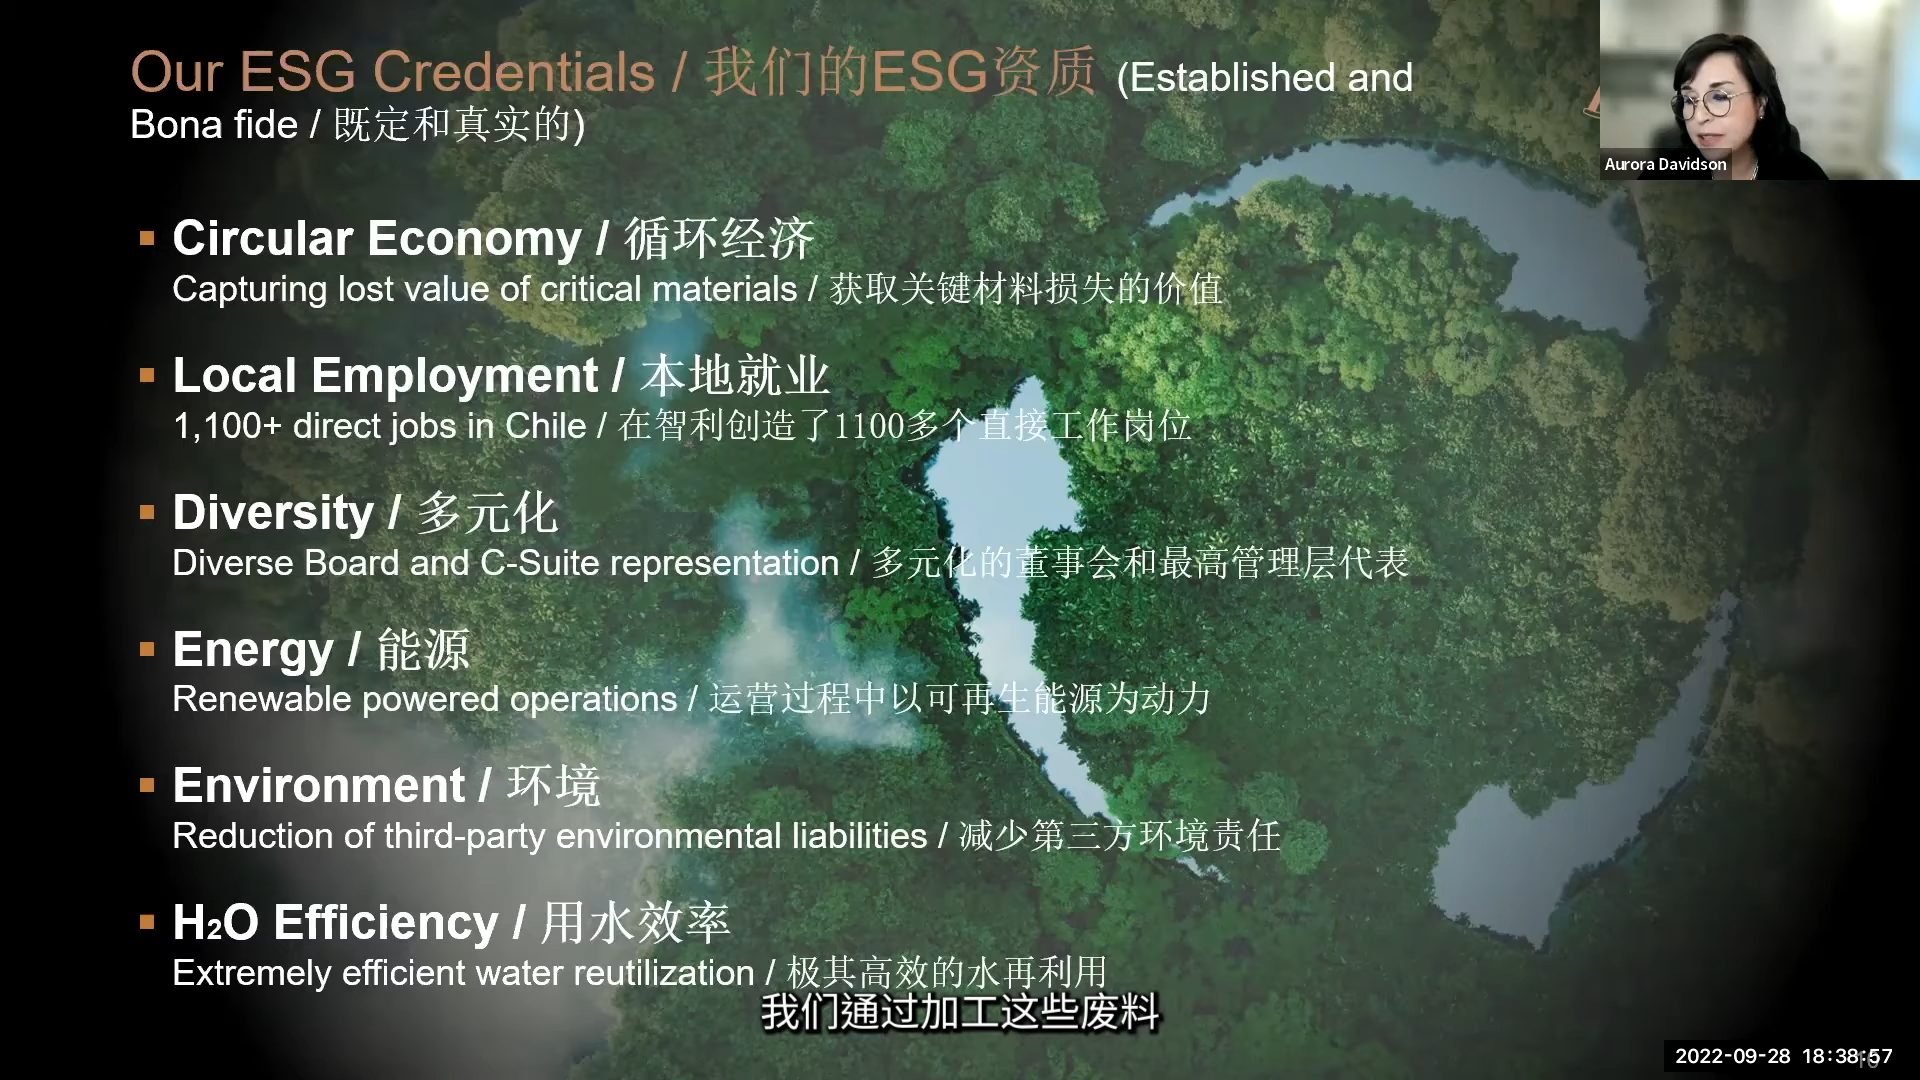 Our ESG Credentials / 我们的ESG资质 (Established and
Bona fide / 既定和真实的)
Aurora Davidson
Circular Economy / 循环经济
Capturing lost value of critical materials / 获取关键材料损失的价值
Local Employment / 本地就业
1,100+ direct jobs in Chile / 在智利创造了1100多个直接工作岗位
Diversity / 多元化
Diverse Board and C-Suite representation / 多元化的董事会和最高管理层代表
Energy / 能源
Renewable powered operations / 运营过程中以可再生能源为动力
Environment / 环境
Reduction of third-party environmental liabilities / 减少第三方环境责任
H₂O Efficiency / 用水效率
Extremely efficient water reutilization / 极其高效的水再利用
我们通过加工这些废料
2022-09-28 18:38:57